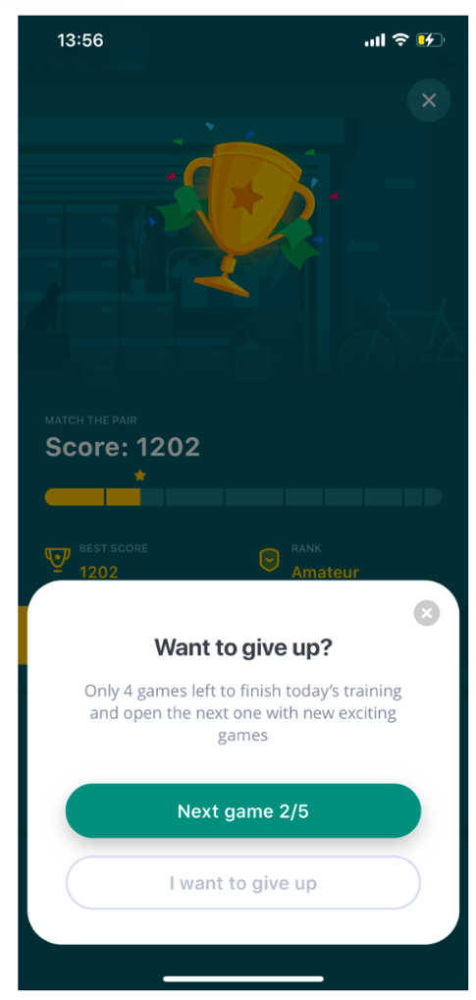 13:56
MATCH THE PAIR
Score: 1202
BEST SCORE
1202
RANK
Amateur
Want to give up?
Only 4 games left to finish today’s training
and open the next one with new exciting
games
Next game 2/5
I want to give up